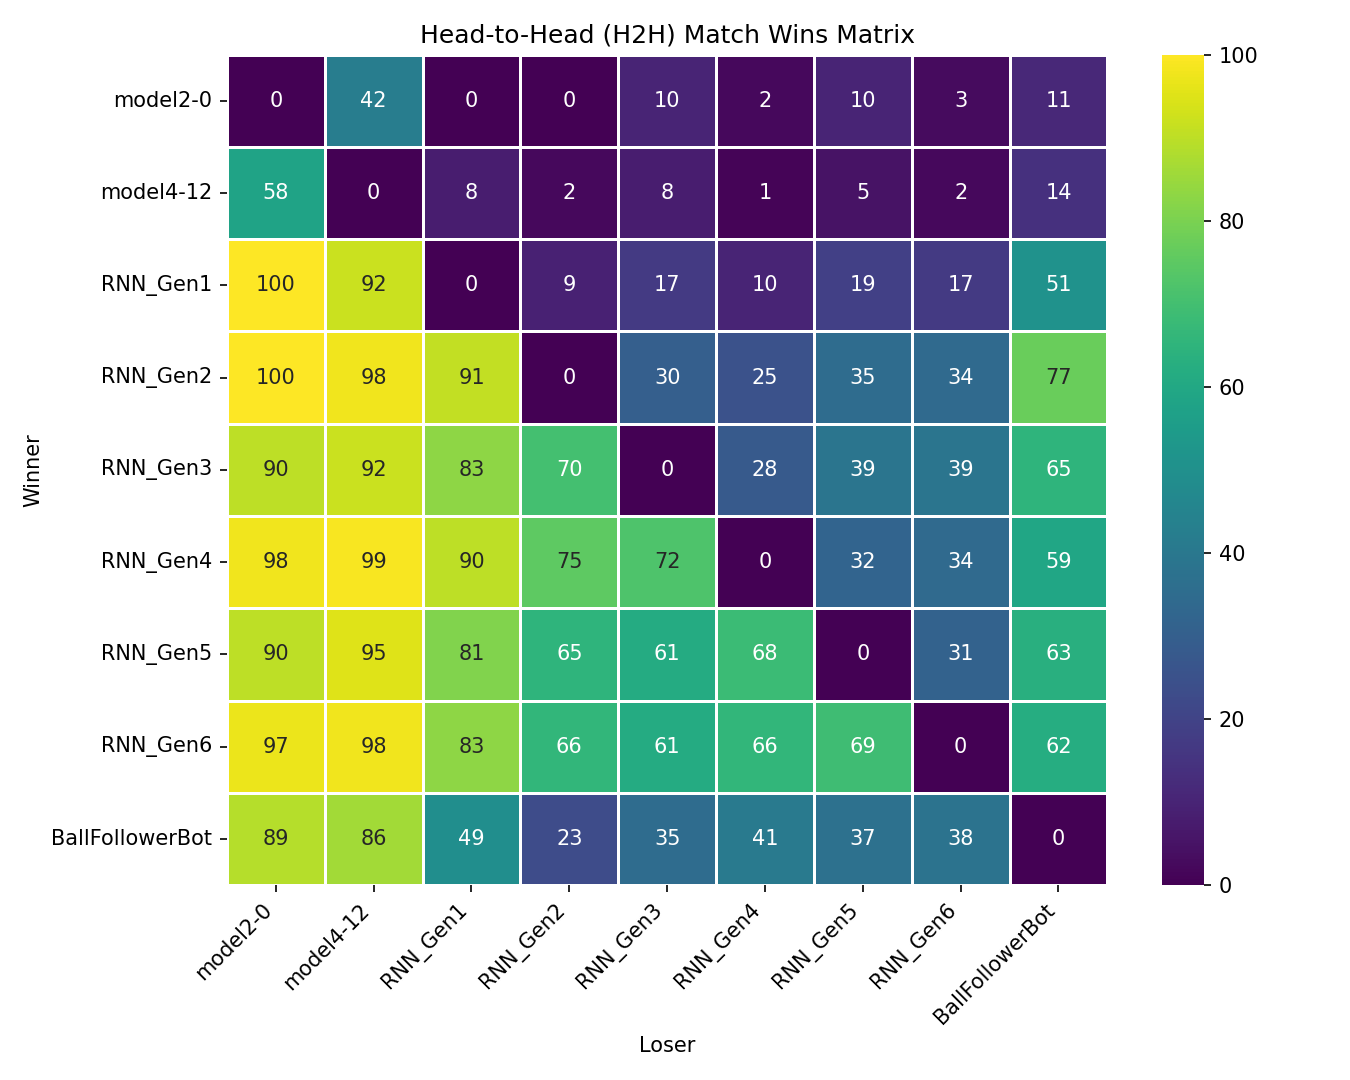 Head-to-Head (H2H) Match Wins Matrix
model2-0 0 42 0 0 10 2 10 3 11
model4-12 58 0 8 2 8 1 5 2 14
RNN_Gen1 100 92 0 9 17 10 19 17 51
RNN_Gen2 100 98 91 0 30 25 35 34 77
RNN_Gen3 90 92 83 70 0 28 39 39 65
RNN_Gen4 98 99 90 75 72 0 32 34 59
RNN_Gen5 90 95 81 65 61 68 0 31 63
RNN_Gen6 97 98 83 66 61 66 69 0 62
BallFollowerBot 89 86 49 23 35 41 37 38 0
model2-0 model4-12 RNN_Gen1 RNN_Gen2 RNN_Gen3 RNN_Gen4 RNN_Gen5 RNN_Gen6 BallFollowerBot
Loser
Winner
100
80
60
40
20
0